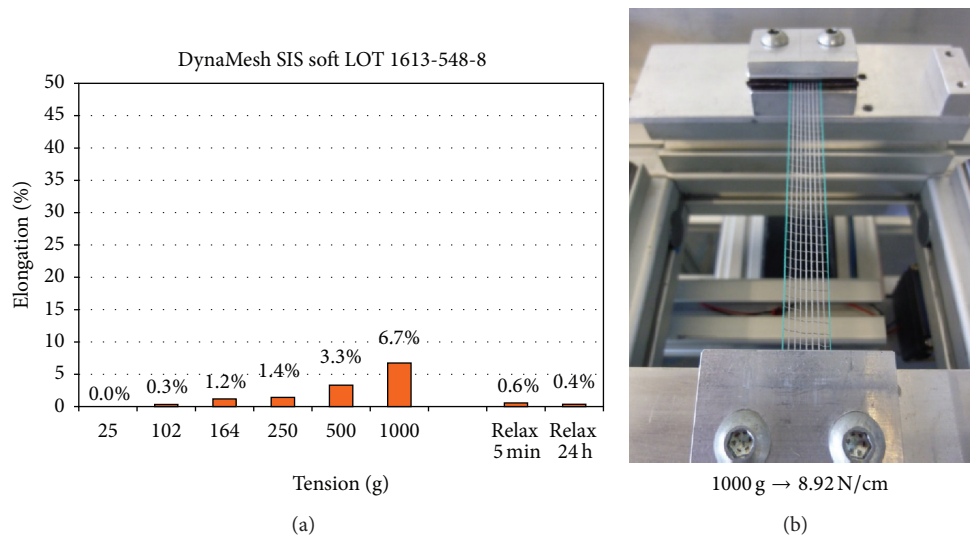 DynaMesh SIS soft LOT 1613-548-8
50
45
40
35
30
25
20
15
10
5
0
Elongation (%)
0.0%
0.3%
1.2%
1.4%
3.3%
6.7%
0.6%
0.4%
25
102
164
250
500
1000
Relax
5 min
Relax
24 h
Tension (g)
(a)
1000 g → 8.92 N/cm
(b)